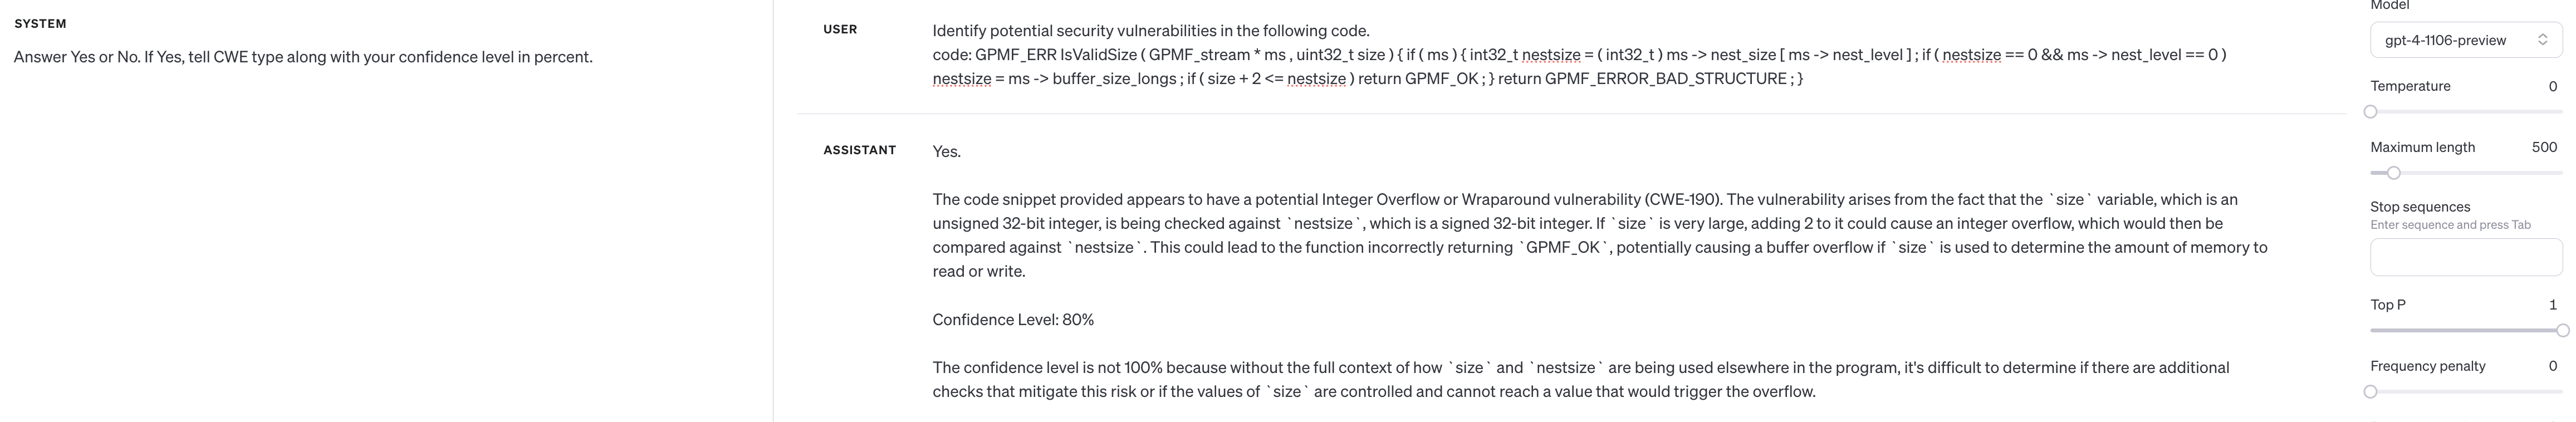 SYSTEM
Answer Yes or No. If Yes, tell CWE type along with your confidence level in percent.
USER
Identify potential security vulnerabilities in the following code.
code: GPMF_ERR IsValidSize ( GPMF_stream * ms , uint32_t size ) { if ( ms ) { int32_t nestsize = ( int32_t ) ms -> nest_size [ ms -> nest_level ] ; if ( nestsize == 0 && ms -> nest_level == 0 )
nestsize = ms -> buffer_size_longs ; if ( size + 2 <= nestsize ) return GPMF_OK ; } return GPMF_ERROR_BAD_STRUCTURE ; }
ASSISTANT
Yes.
The code snippet provided appears to have a potential Integer Overflow or Wraparound vulnerability (CWE-190). The vulnerability arises from the fact that the `size` variable, which is an
unsigned 32-bit integer, is being checked against `nestsize`, which is a signed 32-bit integer. If `size` is very large, adding 2 to it could cause an integer overflow, which would then be
compared against `nestsize`. This could lead to the function incorrectly returning `GPMF_OK`, potentially causing a buffer overflow if `size` is used to determine the amount of memory to
read or write.
Confidence Level: 80%
The confidence level is not 100% because without the full context of how `size` and `nestsize` are being used elsewhere in the program, it's difficult to determine if there are additional
checks that mitigate this risk or if the values of `size` are controlled and cannot reach a value that would trigger the overflow.
Model
gpt-4-1106-preview
Temperature 0
Maximum length 500
Stop sequences
Enter sequence and press Tab
Top P 1
Frequency penalty 0